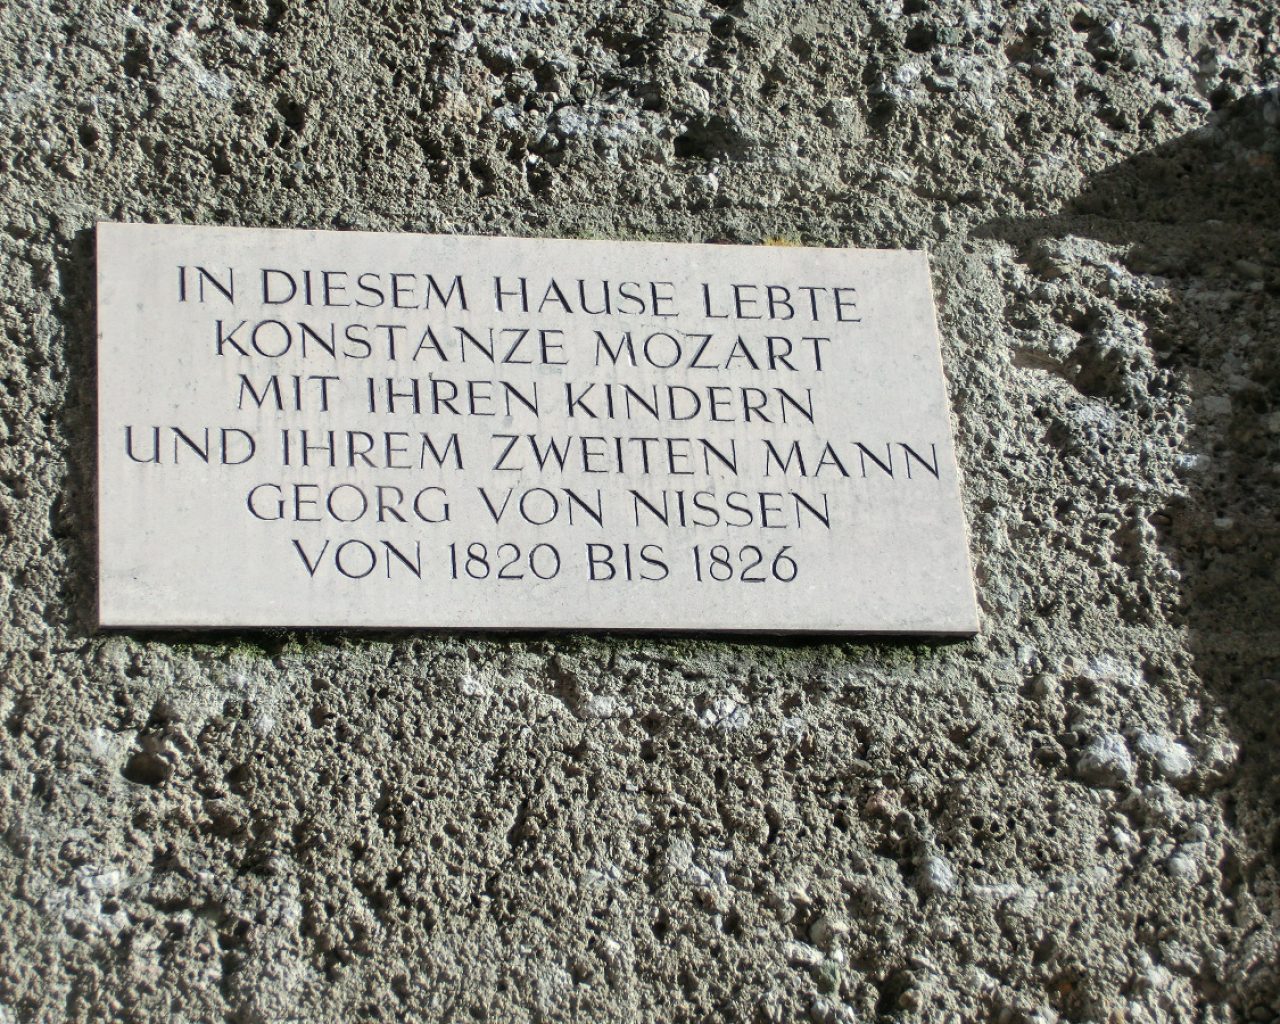 IN DIESEM HAUSE LEBTE
KONSTANZE MOZART
MIT IHREN KINDERN
UND IHREM ZWEITEN MANN
GEORG VON NISSEN
VON 1820 BIS 1826